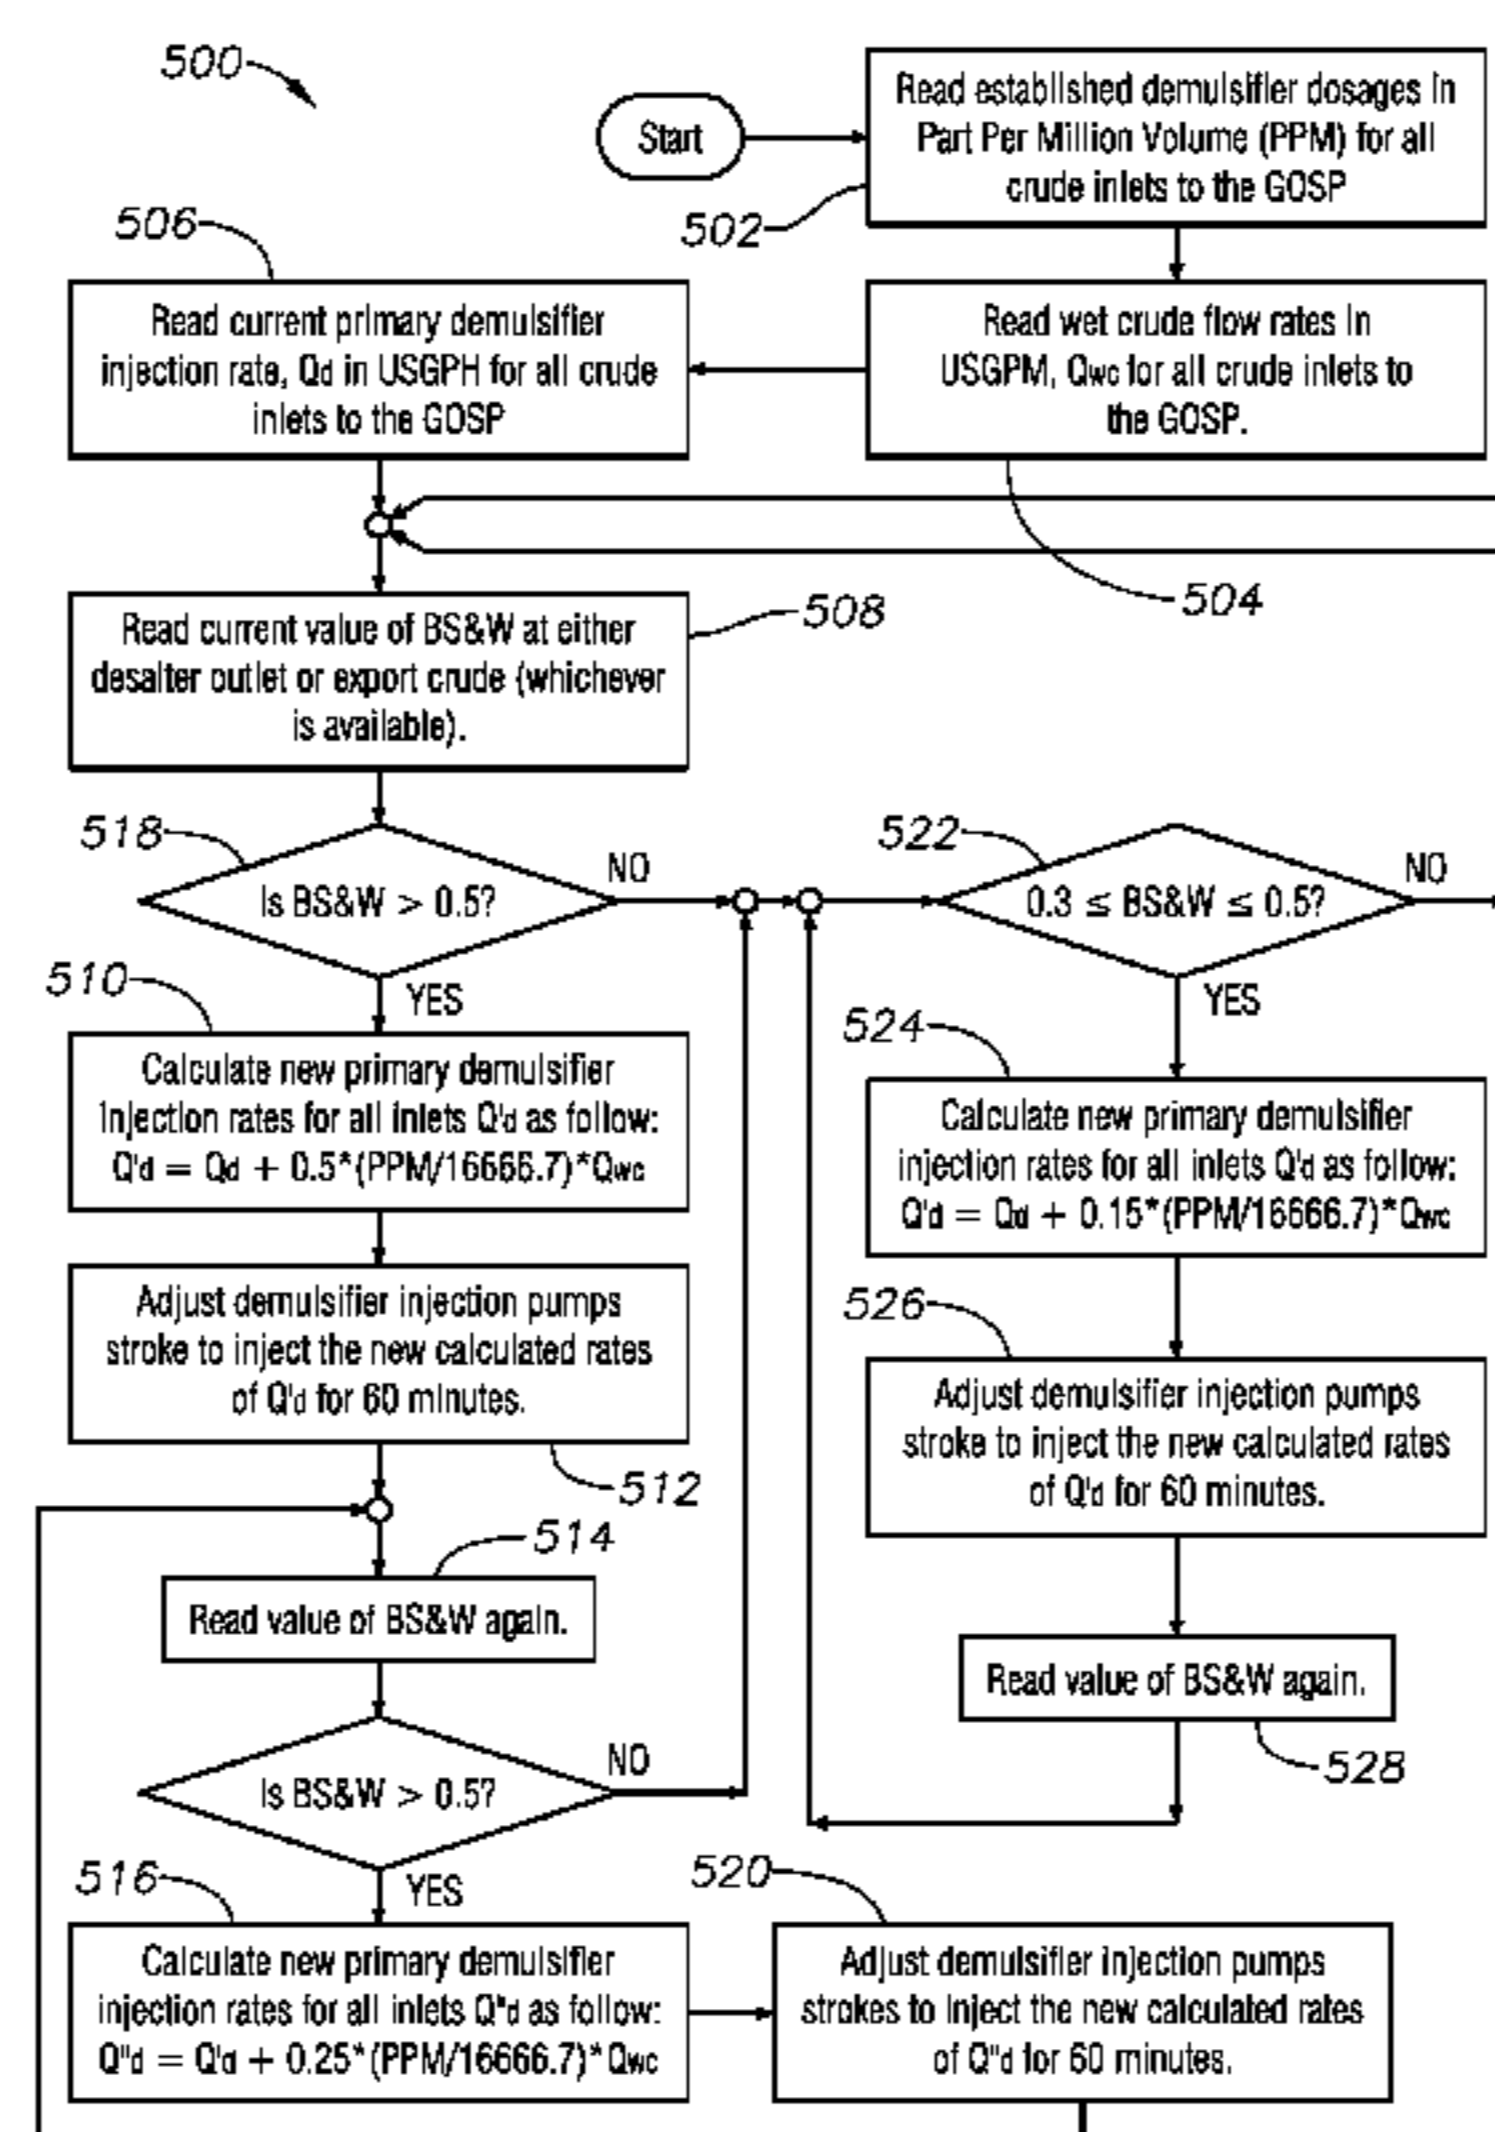 500
Start
Read established demulsifier dosages in
Part Per Million Volume (PPM) for all
crude inlets to the GOSP
502
506
Read current primary demulsifier
injection rate, Qd in USGPH for all crude
inlets to the GOSP
Read wet crude flow rates in
USGPM, Qwc for all crude inlets to
the GOSP.
504
Read current value of BS&W at either
desalter outlet or export crude (whichever
is available).
508
518
Is BS&W > 0.5?
NO
YES
522
0.3 ≤ BS&W ≤ 0.5?
NO
YES
510
Calculate new primary demulsifier
injection rates for all inlets Q'd as follow:
Q'd = Qd + 0.5*(PPM/16666.7)*Qwc
524
Calculate new primary demulsifier
injection rates for all inlets Q'd as follow:
Q'd = Qd + 0.15*(PPM/16666.7)*Qwc
Adjust demulsifier injection pumps
stroke to inject the new calculated rates
of Q'd for 60 minutes.
512
526
Adjust demulsifier injection pumps
stroke to inject the new calculated rates
of Q'd for 60 minutes.
514
Read value of BS&W again.
Read value of BS&W again.
528
Is BS&W > 0.5?
NO
YES
516
Calculate new primary demulsifier
injection rates for all inlets Q"d as follow:
Q"d = Q'd + 0.25*(PPM/16666.7)*Qwc
520
Adjust demulsifier injection pumps
strokes to inject the new calculated rates
of Q"d for 60 minutes.